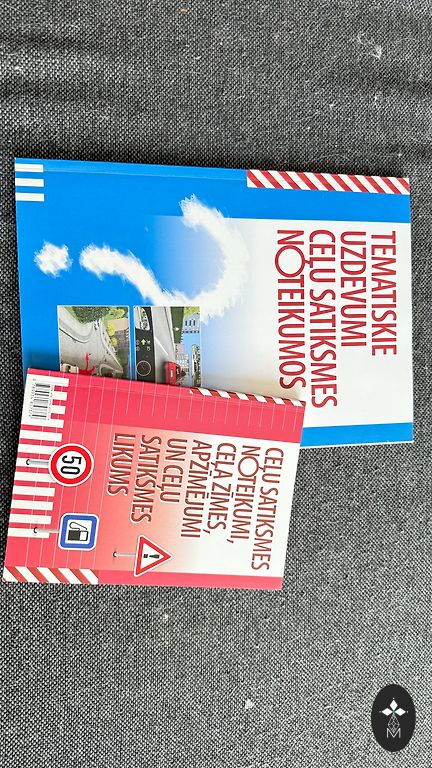 TEMATISKIE
UZDEVUMI
CEĻU SATIKSMES
NOTEIKUMOS
CEĻU SATIKSMES
NOTEIKUMI,
CEĻA ZĪMES,
APZĪMĒJUMI
UN CEĻU
SATIKSMES
LIKUMS
50
M